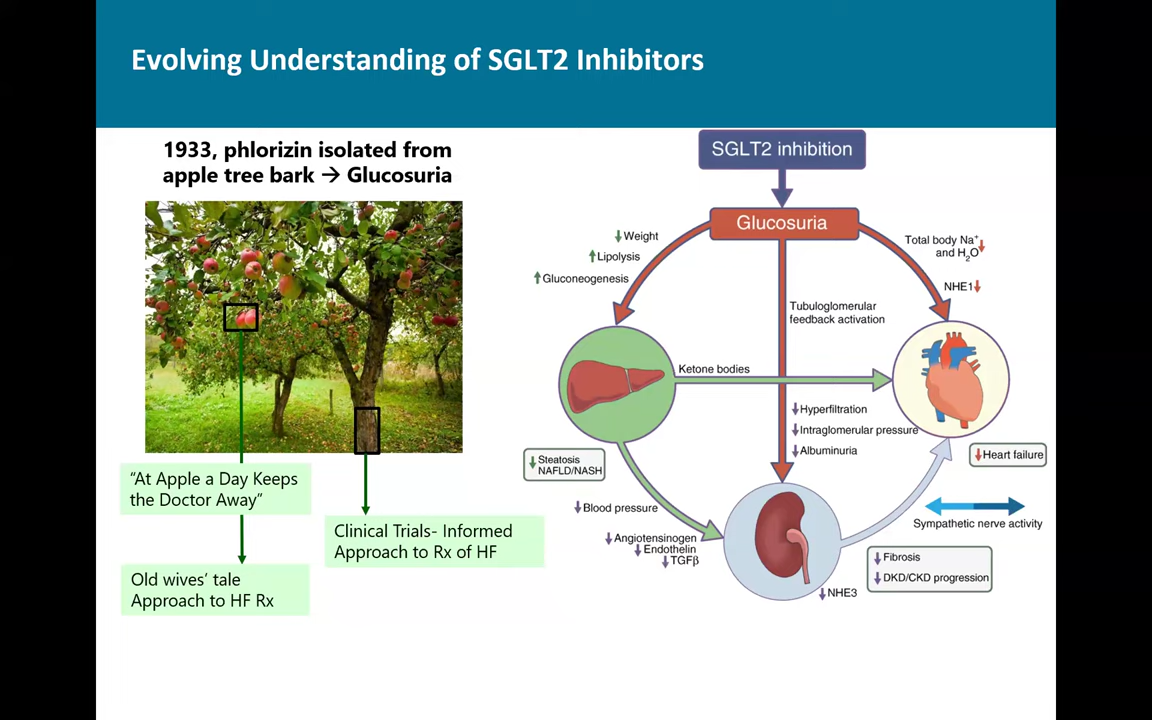 Evolving Understanding of SGLT2 Inhibitors
1933, phlorizin isolated from
apple tree bark → Glucosuria
"At Apple a Day Keeps
the Doctor Away"
Old wives' tale
Approach to HF Rx
Clinical Trials- Informed
Approach to Rx of HF
SGLT2 inhibition
Glucosuria
↓Weight
↑Lipolysis
↑Gluconeogenesis
Total body Na⁺
and H₂O↓
NHE1↓
Tubuloglomerular
feedback activation
Ketone bodies
↓Hyperfiltration
↓Intraglomerular pressure
↓Albuminuria
↓Steatosis
NAFLD/NASH
↓Heart failure
↓Blood pressure
↓Angiotensinogen
↓Endothelin
↓TGFβ
Sympathetic nerve activity
↓Fibrosis
↓DKD/CKD progression
↓NHE3